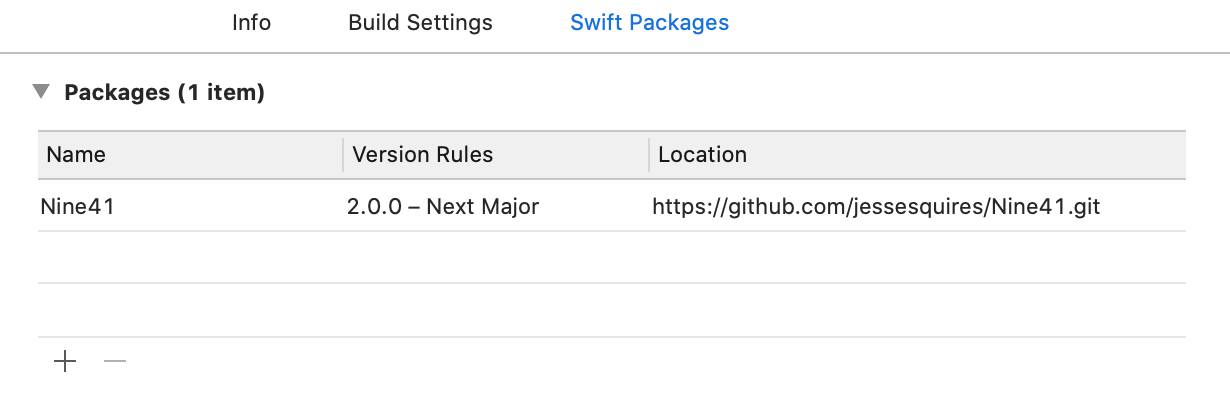 Info Build Settings Swift Packages
Packages (1 item)
Name Version Rules Location
Nine41 2.0.0 – Next Major https://github.com/jessesquires/Nine41.git